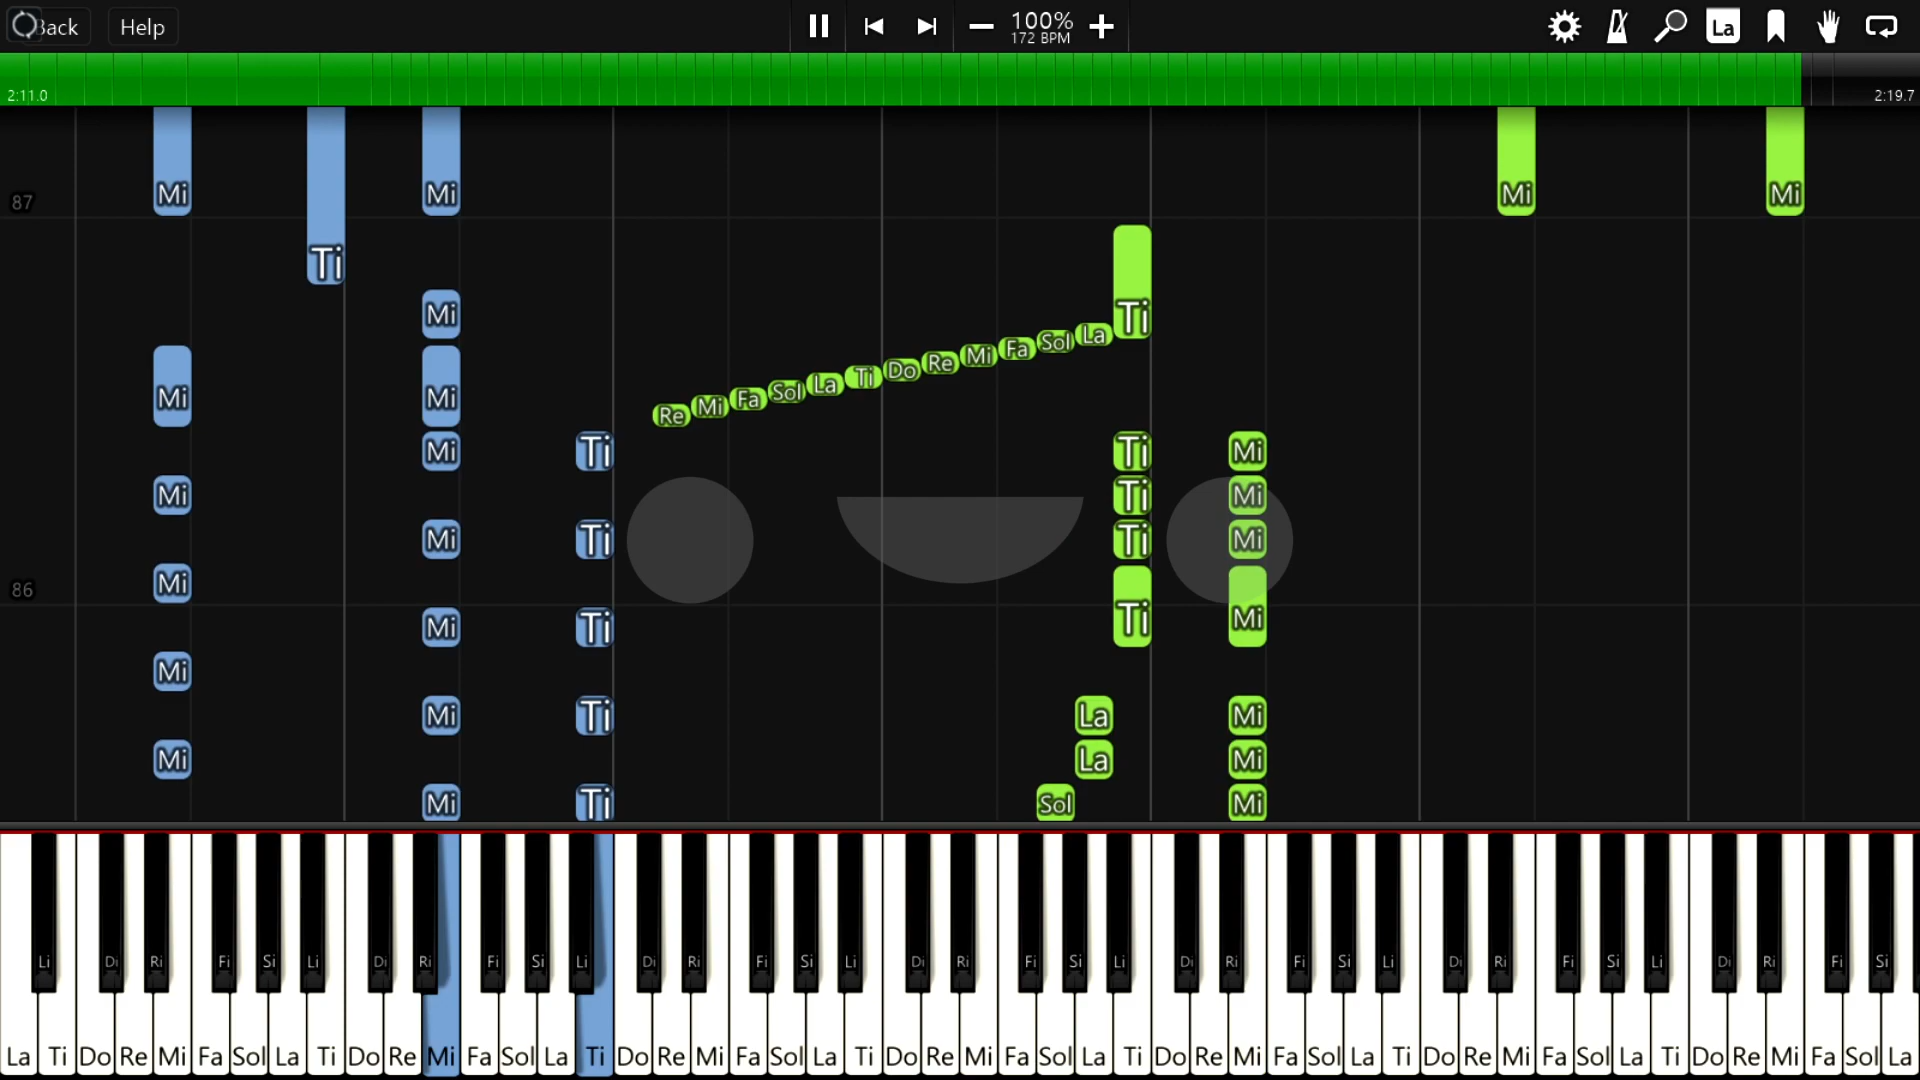 Back Help 100% La
172 BPM
2:11.0 2:19.7
Mi Mi Mi Mi
87
Ti
Mi Ti
La
Sol
Fa
Mi
Re
Do
Ti
La
Sol
Mi Mi Fa
Mi
Re
Mi Ti Ti Mi
Mi Ti Mi
Mi Ti Ti Mi
Mi
86
Mi Ti Ti Mi
Mi
Mi Ti La Mi
Mi La Mi
Mi Ti Sol Mi
Li Di Ri Fi Si Li Di Ri Fi Si Li Di Ri Fi Si Li Di Ri Fi Si Li Di Ri Fi Si Li Di Ri Fi Si Li Di Ri Fi Si
La Ti Do Re Mi Fa Sol La Ti Do Re Mi Fa Sol La Ti Do Re Mi Fa Sol La Ti Do Re Mi Fa Sol La Ti Do Re Mi Fa Sol La Ti Do Re Mi Fa Sol La Ti Do Re Mi Fa Sol La